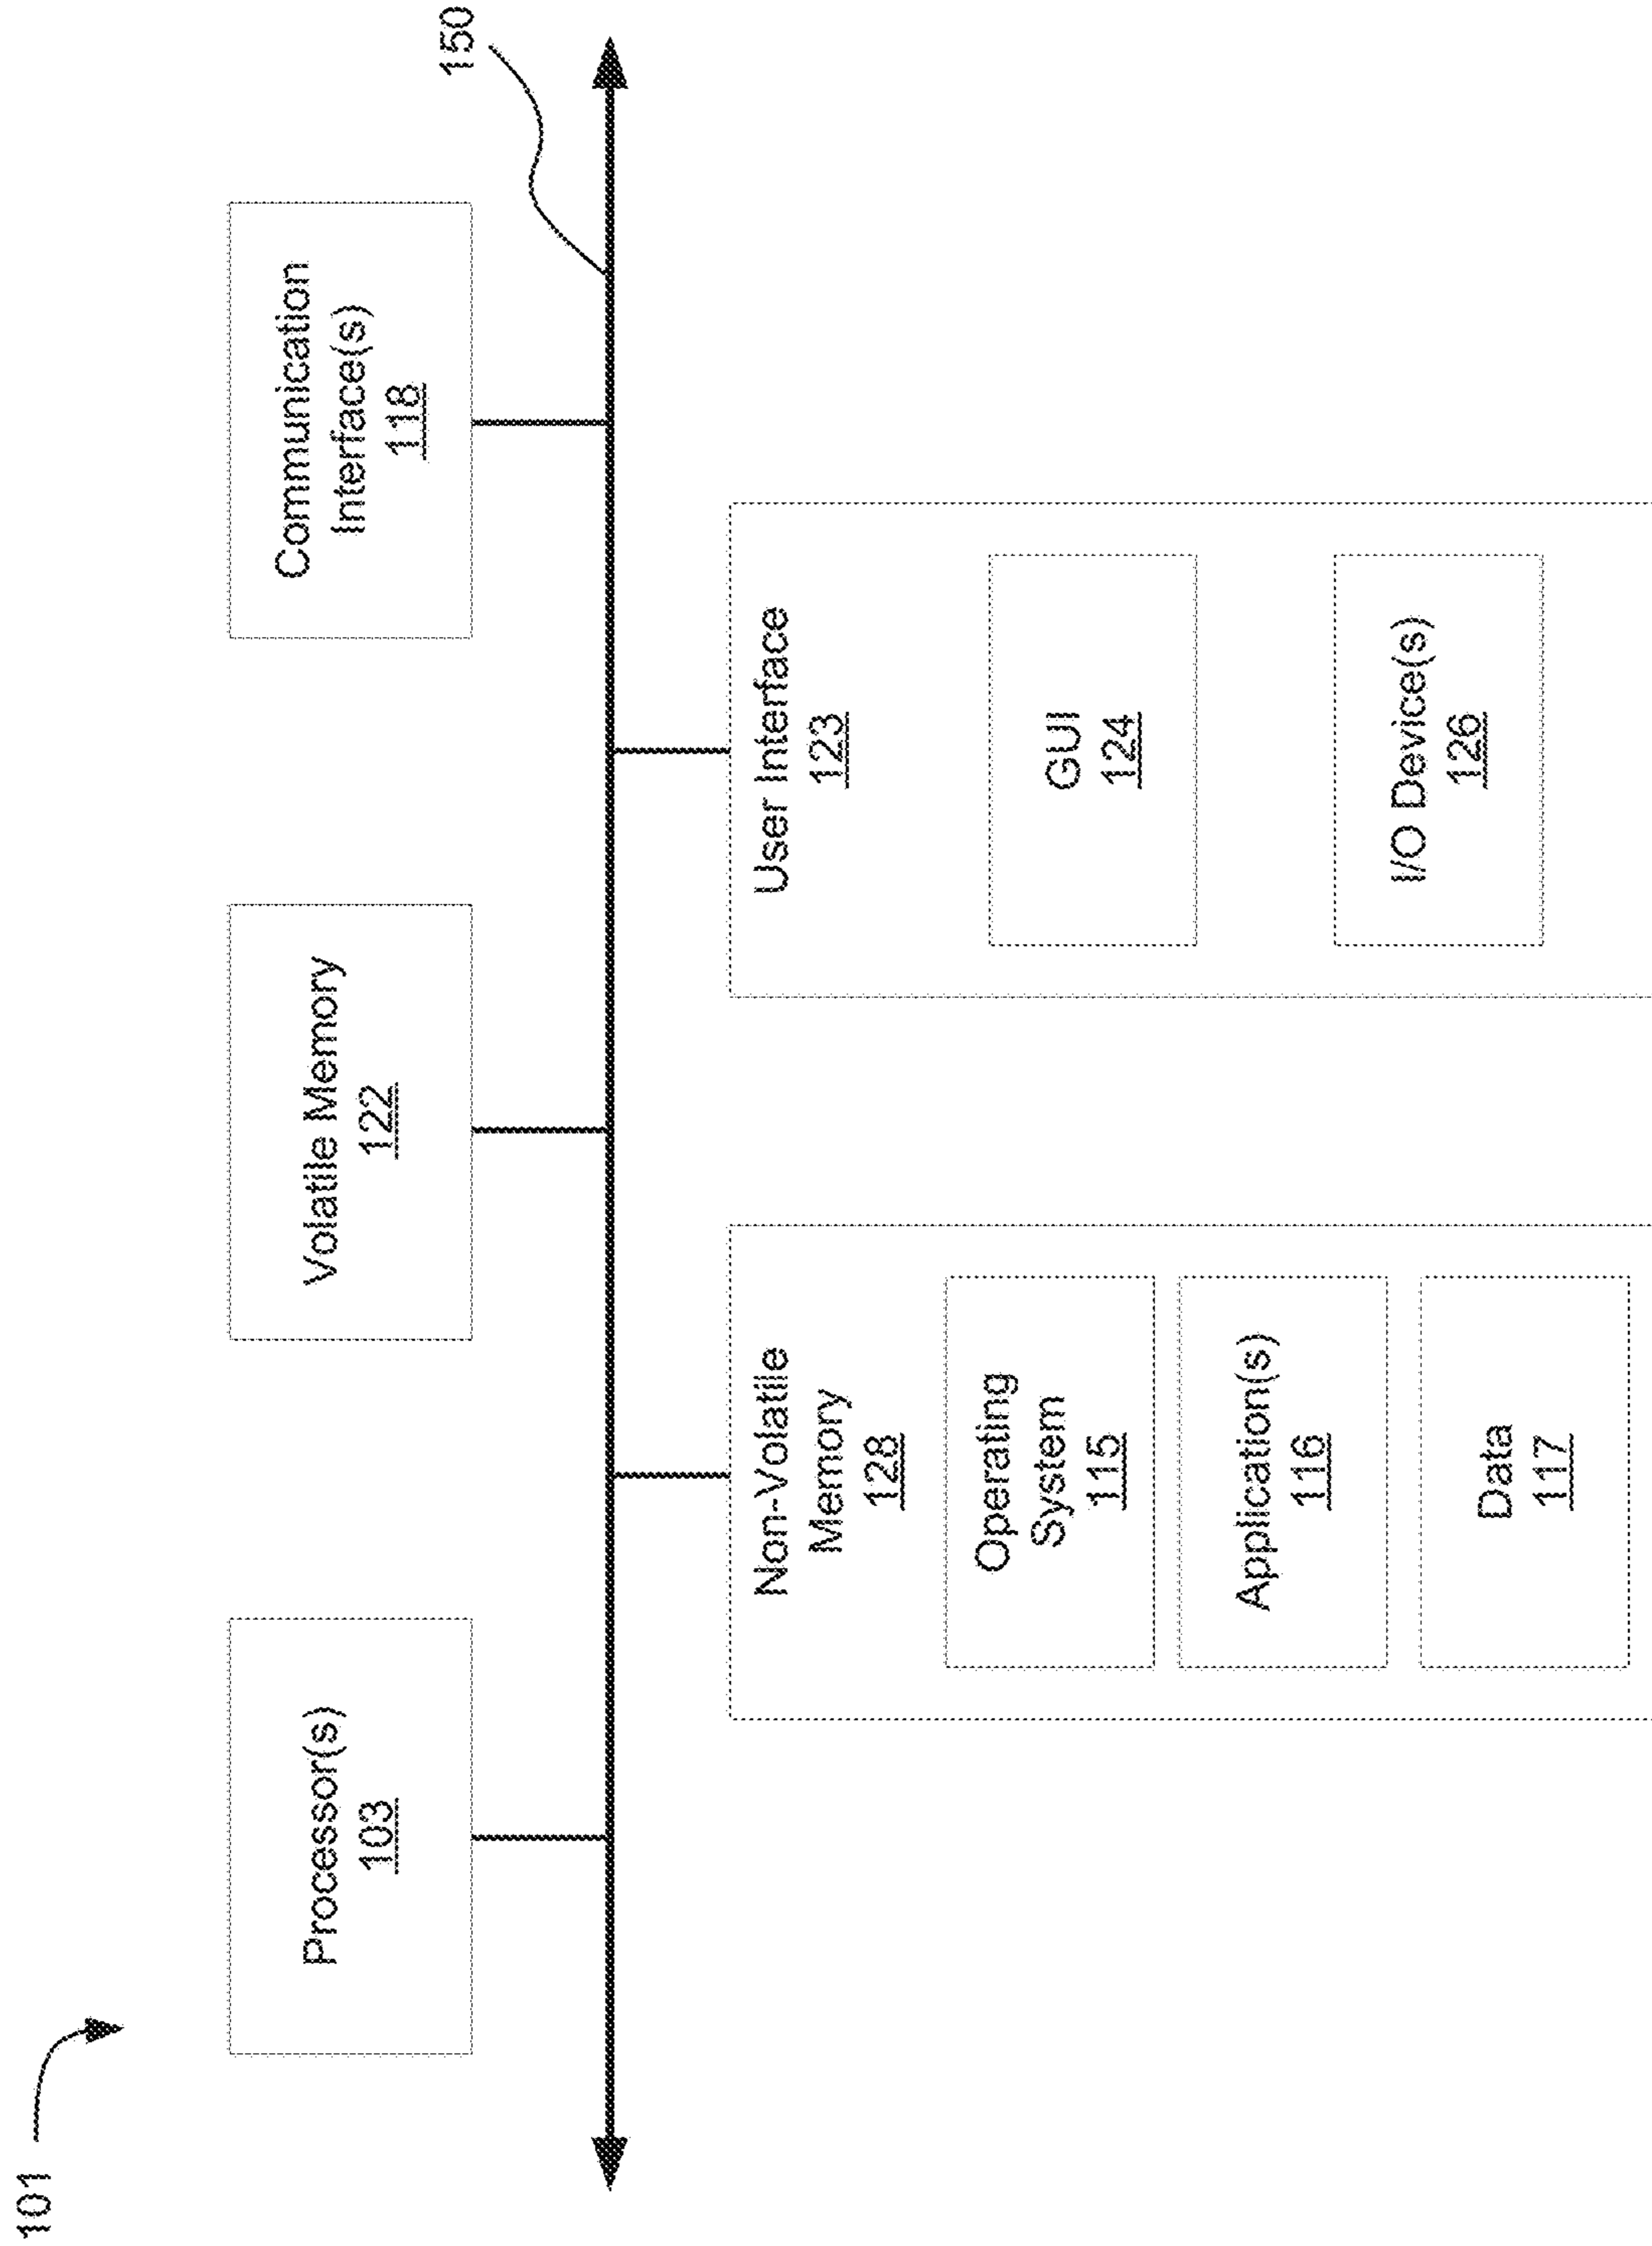 101
Processor(s)
103
Volatile Memory
122
Communication
Interface(s)
118
150
Non-Volatile
Memory
128
Operating
System
115
Application(s)
116
Data
117
User Interface
123
GUI
124
I/O Device(s)
126